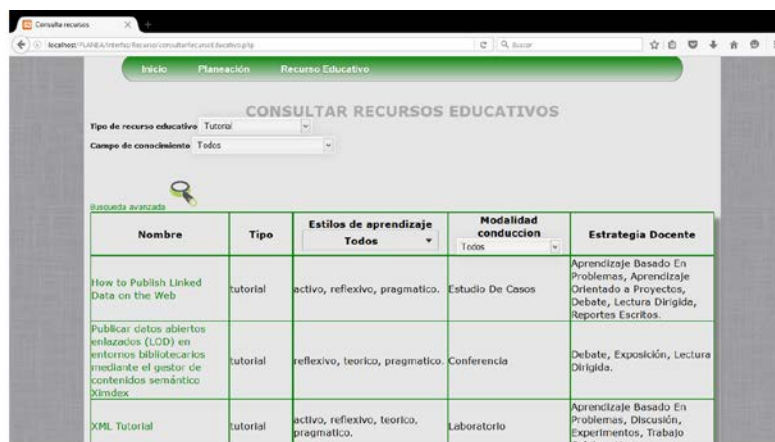 Consulta recursos
Buscar
Inicio Planeación Recurso Educativo
CONSULTAR RECURSOS EDUCATIVOS
Tipo de recurso educativo Tutorial
Campo de conocimiento Todos
Busqueda avanzada
Nombre Tipo Estilos de aprendizaje Todos Modalidad conduccion Todos Estrategia Docente
How to Publish Linked
Data on the Web
tutorial
activo, reflexivo, pragmatico.
Estudio De Casos
Aprendizaje Basado En
Problemas, Aprendizaje
Orientado a Proyectos,
Debate, Lectura Dirigida,
Reportes Escritos.
Publicar datos abiertos
enlazados (LOD) en
entornos bibliotecarios
mediante el gestor de
contenidos semántico
Ximdex
tutorial
reflexivo, teorico, pragmatico.
Conferencia
Debate, Exposición, Lectura
Dirigida.
XML Tutorial
tutorial
activo, reflexivo, teorico,
pragmatico.
Laboratorio
Aprendizaje Basado En
Problemas, Discusión,
Experimentos, Trabajo